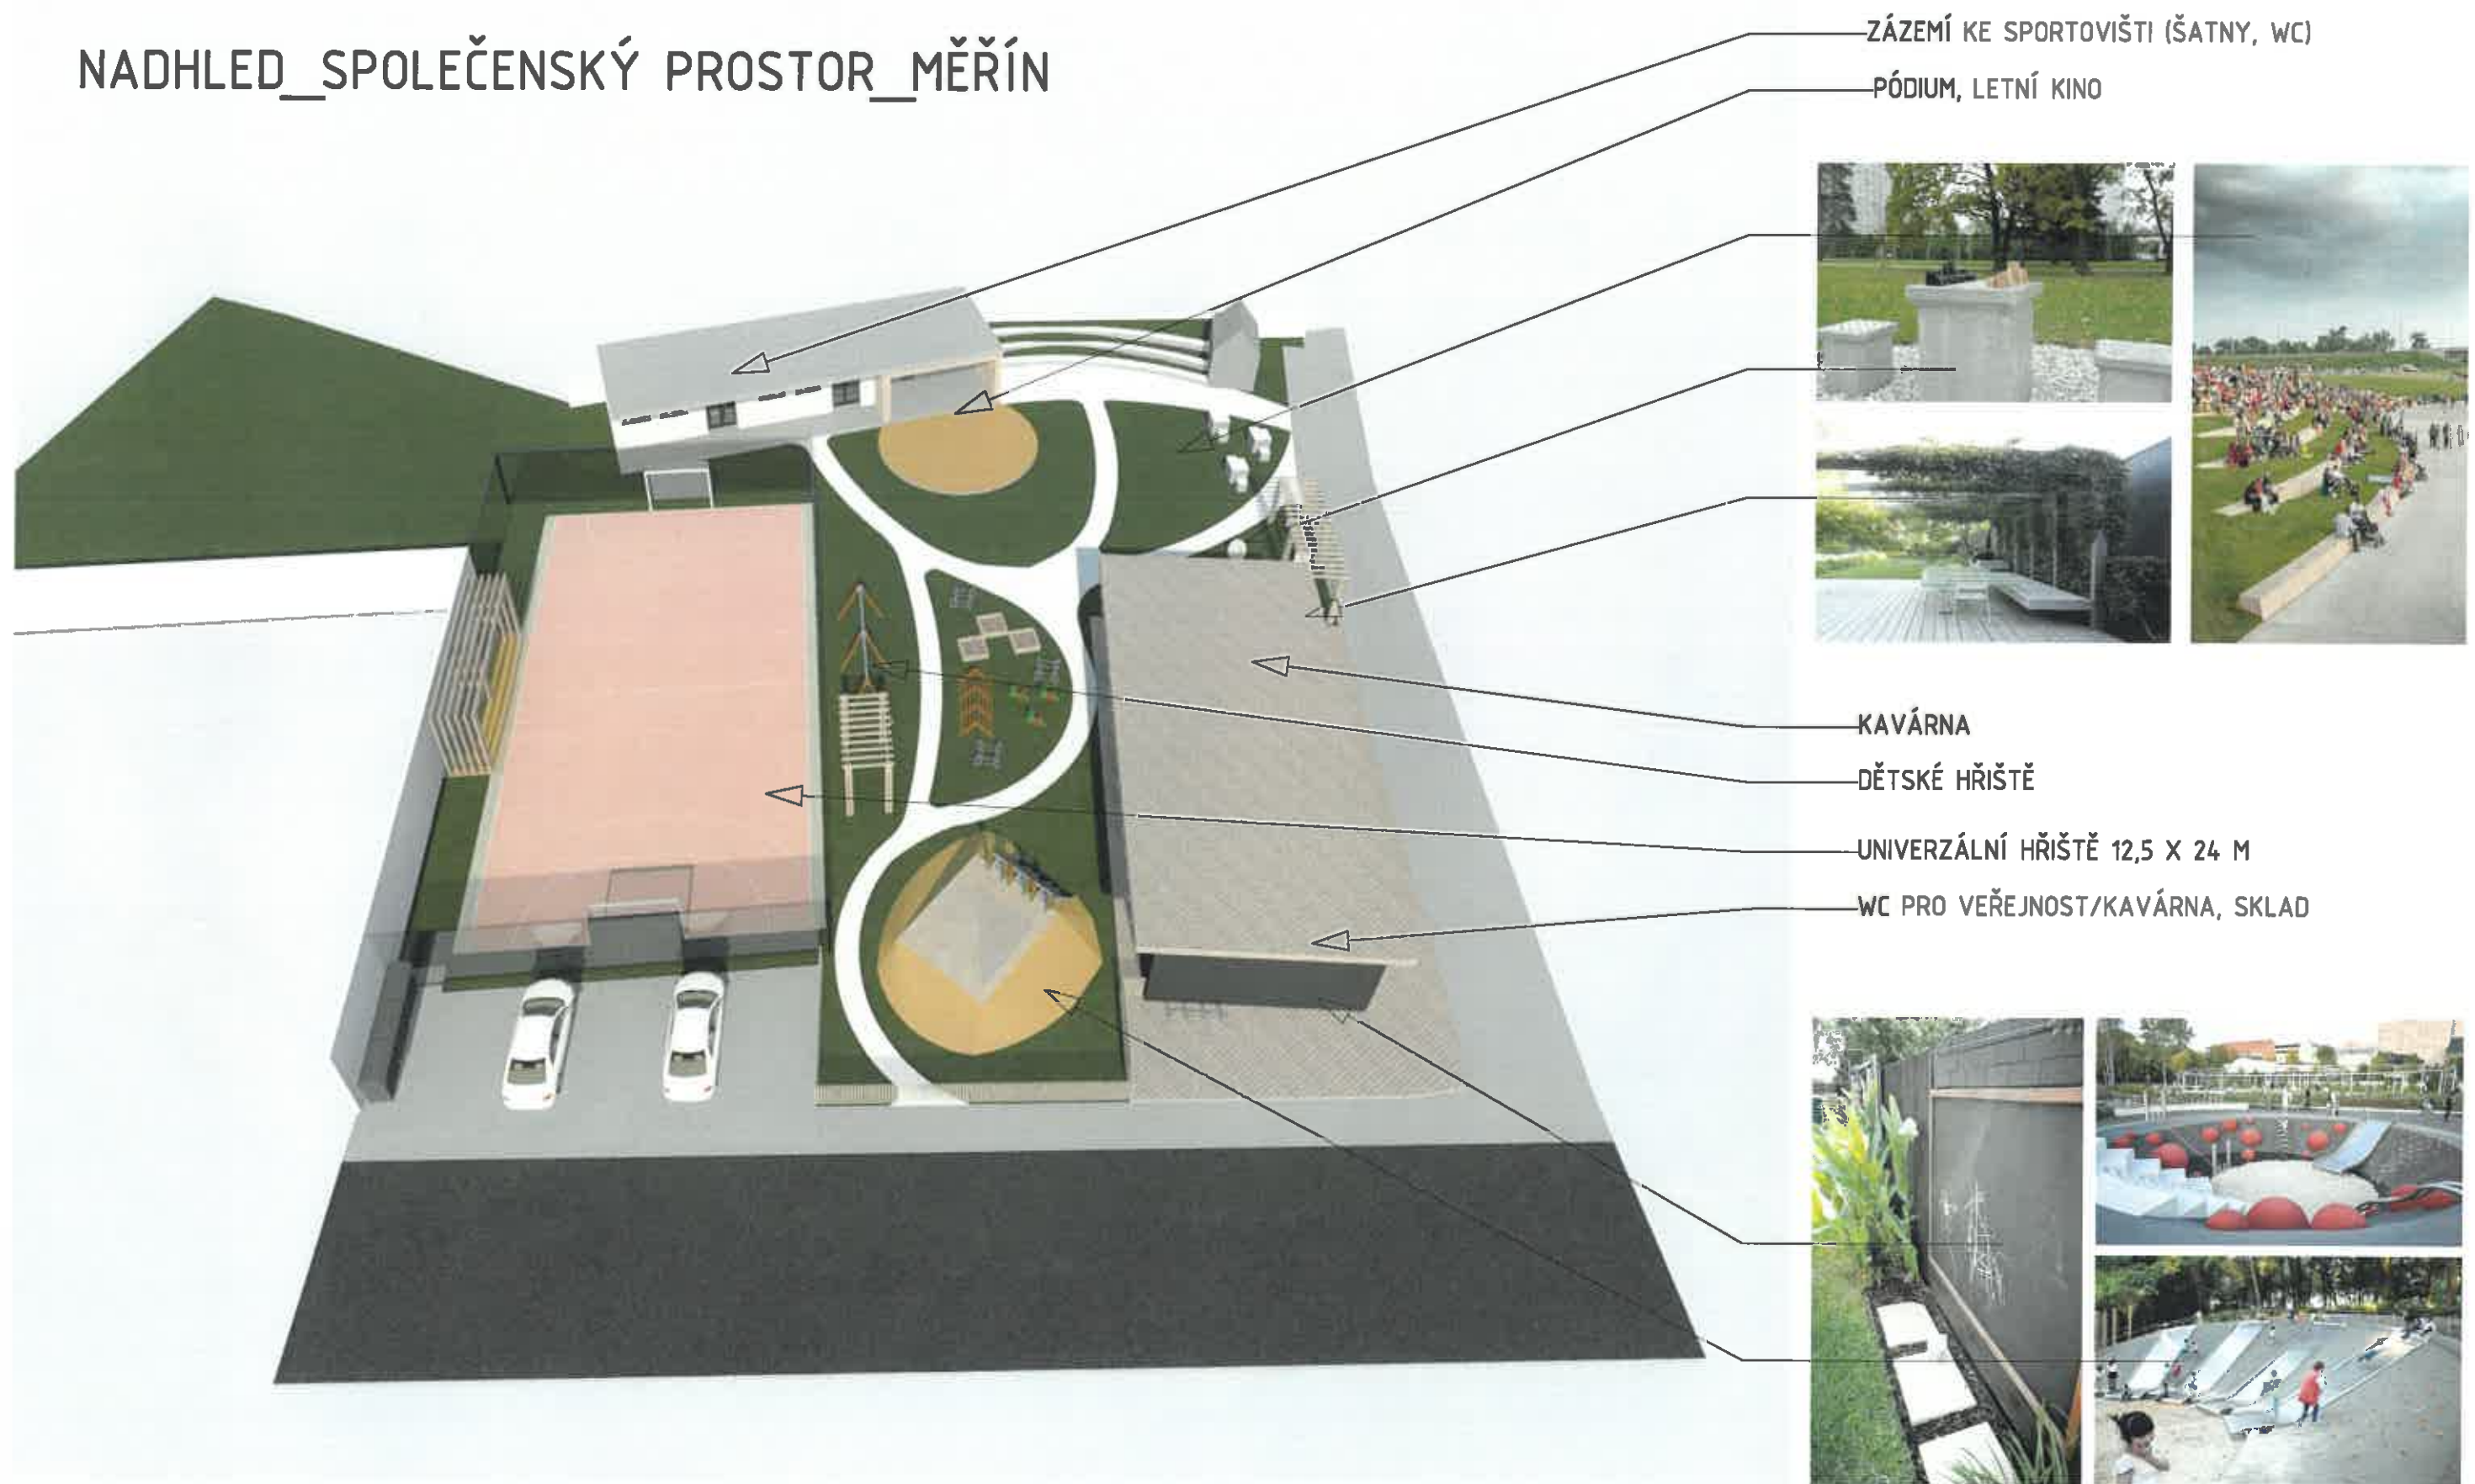 NADHLED_SPOLEČENSKÝ PROSTOR_MĚŘÍN
ZÁZEMÍ KE SPORTOVIŠTI (ŠATNY, WC)
PÓDIUM, LETNÍ KINO
KAVÁRNA
DĚTSKÉ HŘIŠTĚ
UNIVERZÁLNÍ HŘIŠTĚ 12,5 X 24 M
WC PRO VEŘEJNOST/KAVÁRNA, SKLAD